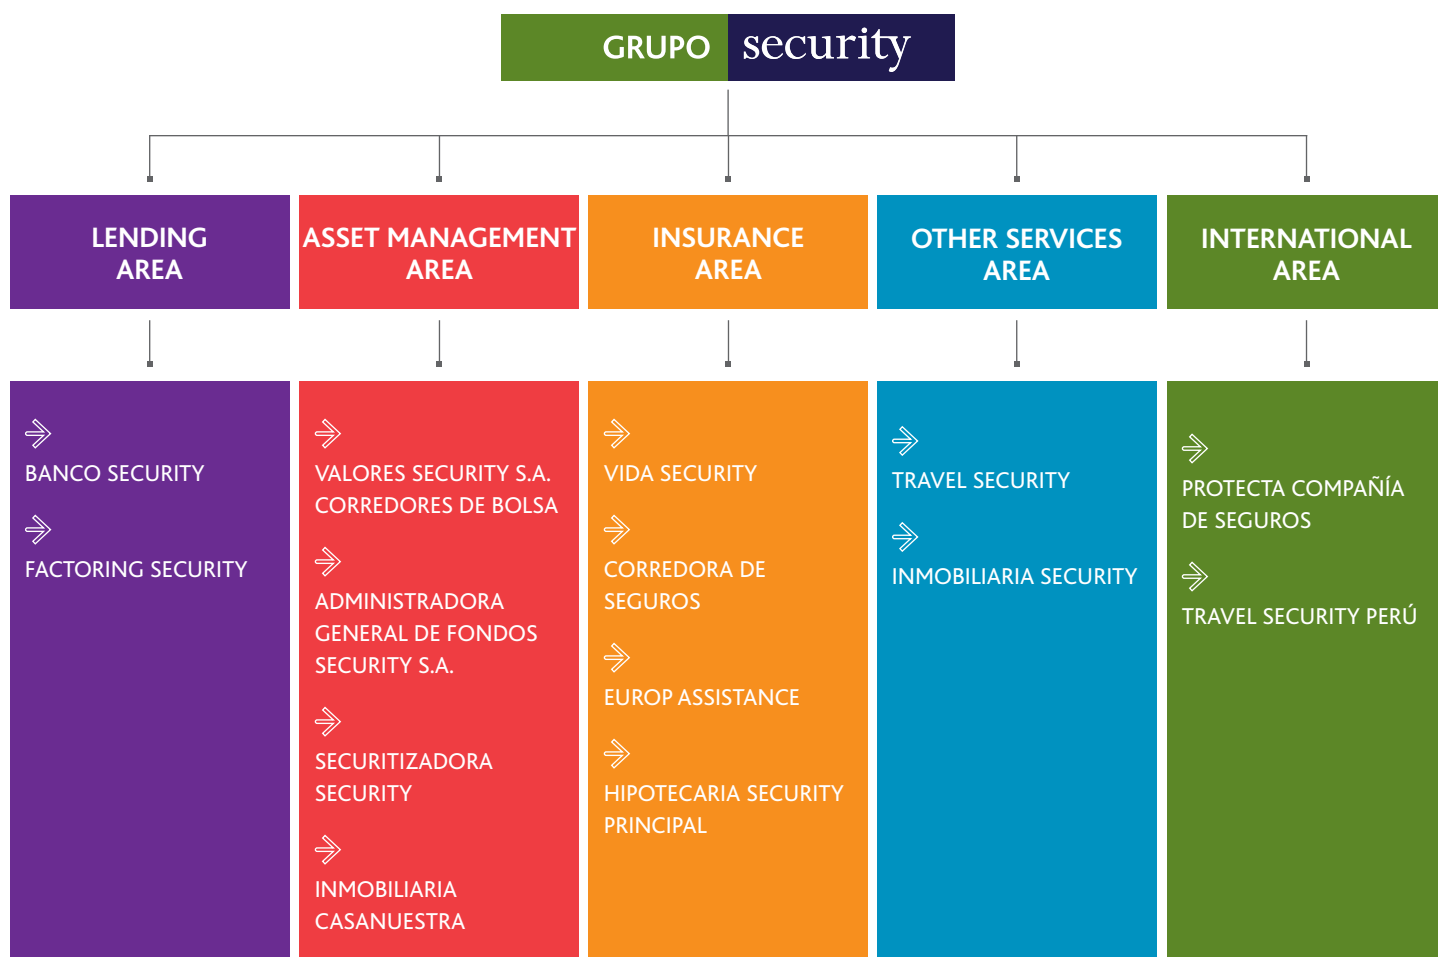 GRUPO security
LENDING
AREA
ASSET MANAGEMENT
AREA
INSURANCE
AREA
OTHER SERVICES
AREA
INTERNATIONAL
AREA
BANCO SECURITY
FACTORING SECURITY
VALORES SECURITY S.A.
CORREDORES DE BOLSA
ADMINISTRADORA
GENERAL DE FONDOS
SECURITY S.A.
SECURITIZADORA
SECURITY
INMOBILIARIA
CASANUESTRA
VIDA SECURITY
CORREDORA DE
SEGUROS
EUROP ASSISTANCE
HIPOTECARIA SECURITY
PRINCIPAL
TRAVEL SECURITY
INMOBILIARIA SECURITY
PROTECTA COMPAÑÍA
DE SEGUROS
TRAVEL SECURITY PERÚ